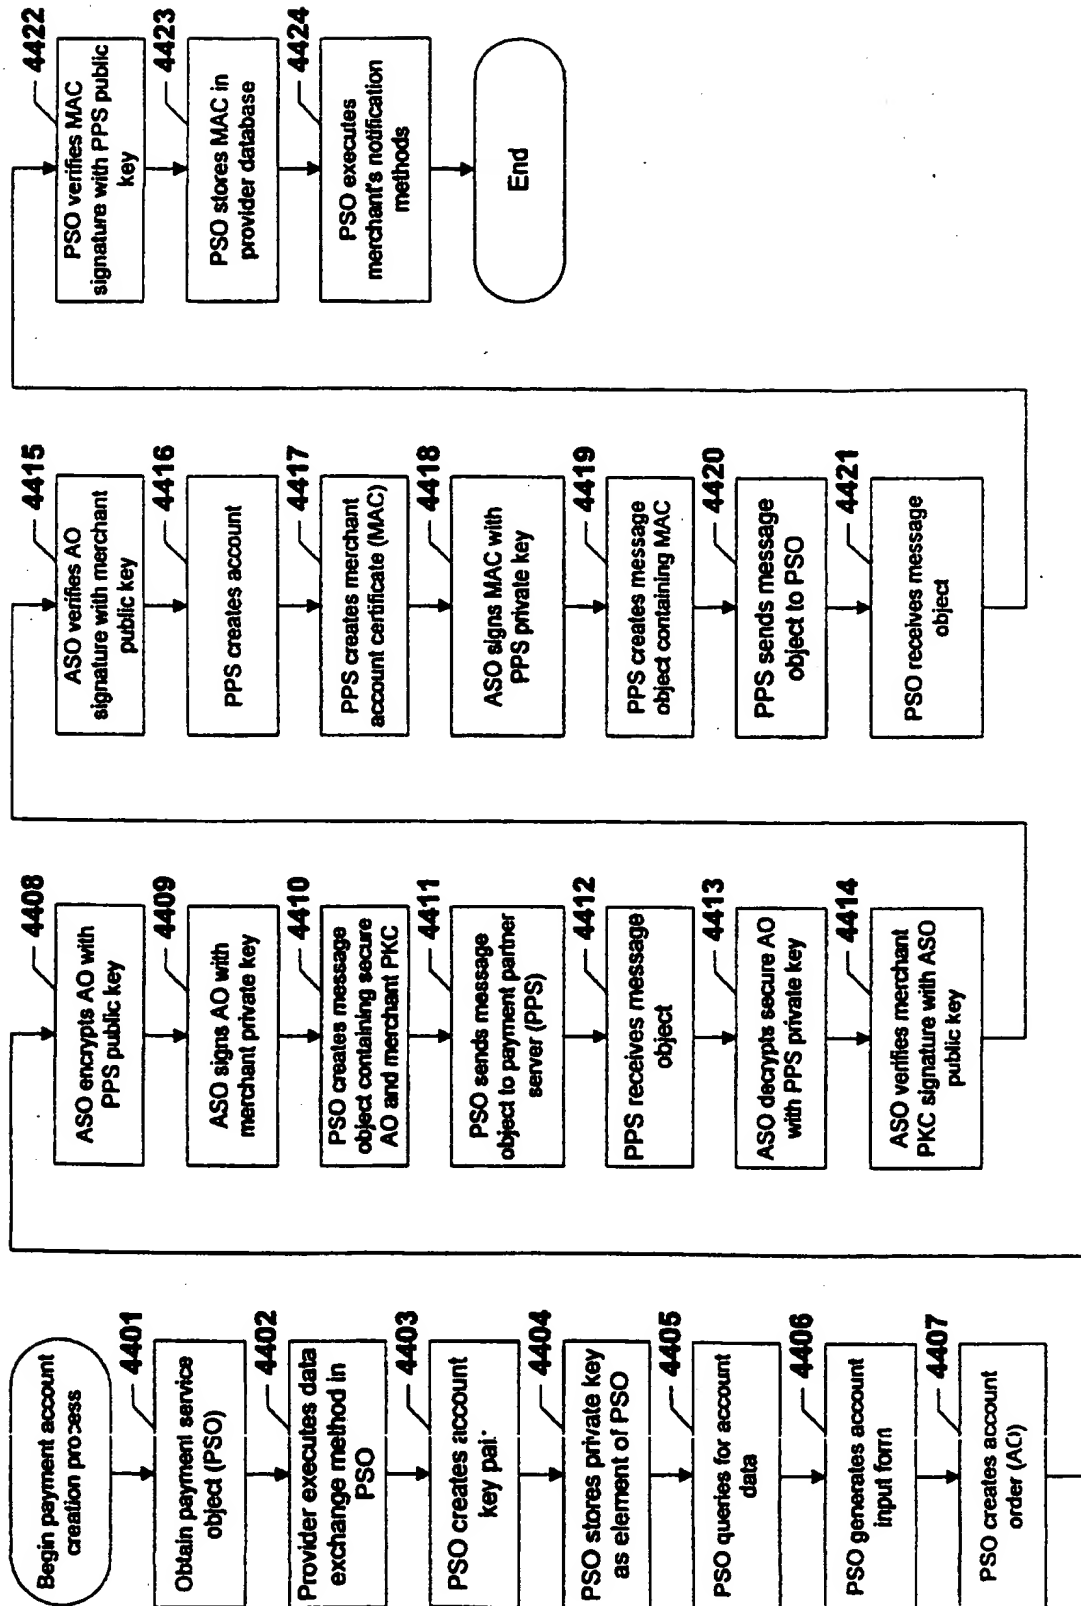 Begin payment account
creation process
4401
Obtain payment service
object (PSO)
4402
Provider executes data
exchange method in
PSO
4403
PSO creates account
key pair
4404
PSO stores private key
as element of PSO
4405
PSO queries for account
data
4406
PSO generates account
input form
4407
PSO creates account
order (AO)
4408
ASO encrypts AO with
PPS public key
4409
ASO signs AO with
merchant private key
4410
PSO creates message
object containing secure
AO and merchant PKC
4411
PSO sends message
object to payment partner
server (PPS)
4412
PPS receives message
object
4413
ASO decrypts secure AO
with PPS private key
4414
ASO verifies merchant
PKC signature with ASO
public key
4415
ASO verifies AO
signature with merchant
public key
4416
PPS creates account
4417
PPS creates merchant
account certificate (MAC)
4418
ASO signs MAC with
PPS private key
4419
PPS creates message
object containing MAC
4420
PPS sends message
object to PSO
4421
PSO receives message
object
4422
PSO verifies MAC
signature with PPS public
key
4423
PSO stores MAC in
provider database
4424
PSO executes
merchant's notification
methods
End